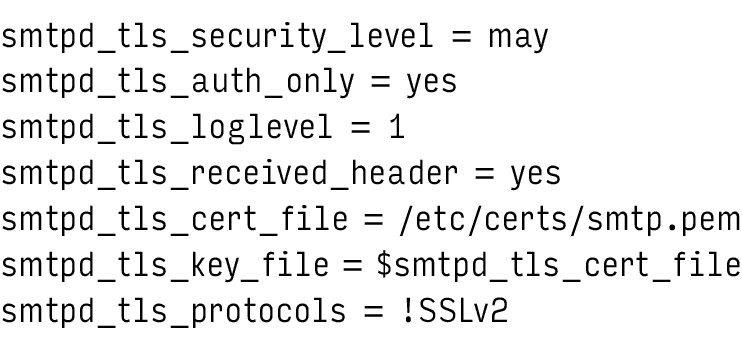 smtpd_tls_security_level = may
smtpd_tls_auth_only = yes
smtpd_tls_loglevel = 1
smtpd_tls_received_header = yes
smtpd_tls_cert_file = /etc/certs/smtp.pem
smtpd_tls_key_file = $smtpd_tls_cert_file
smtpd_tls_protocols = !SSLv2